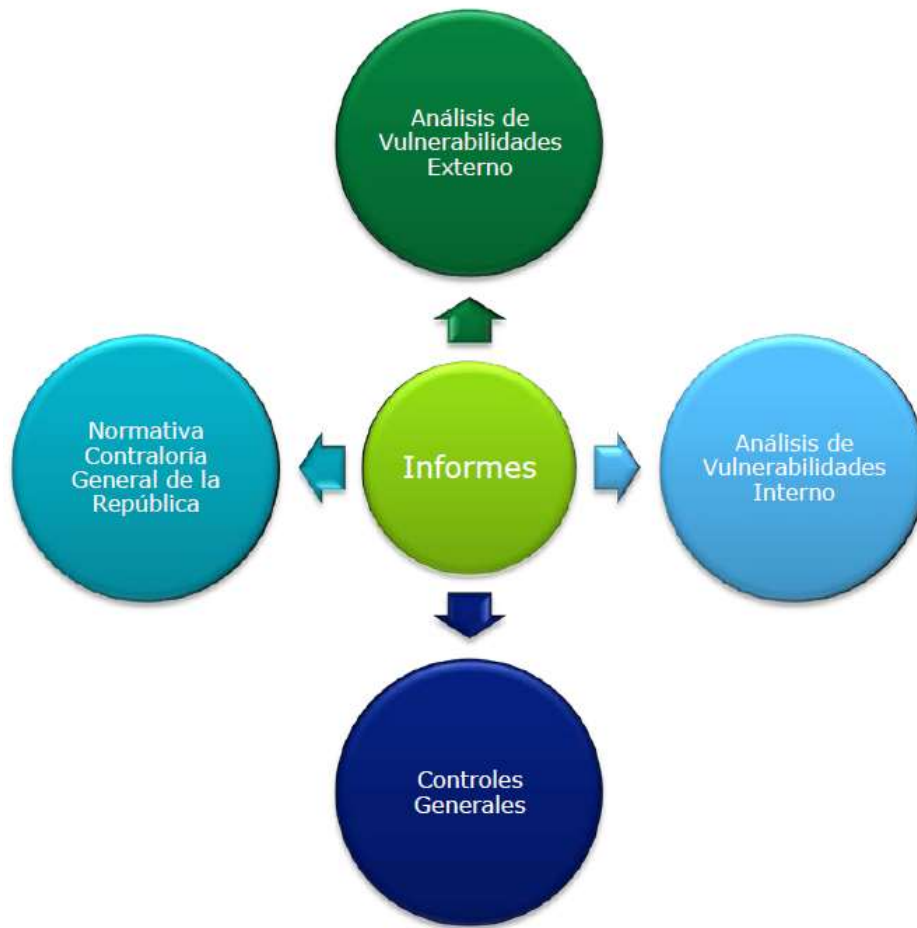 Análisis de
Vulnerabilidades
Externo
Normativa
Contraloría
General de la
República
Informes
Análisis de
Vulnerabilidades
Interno
Controles
Generales